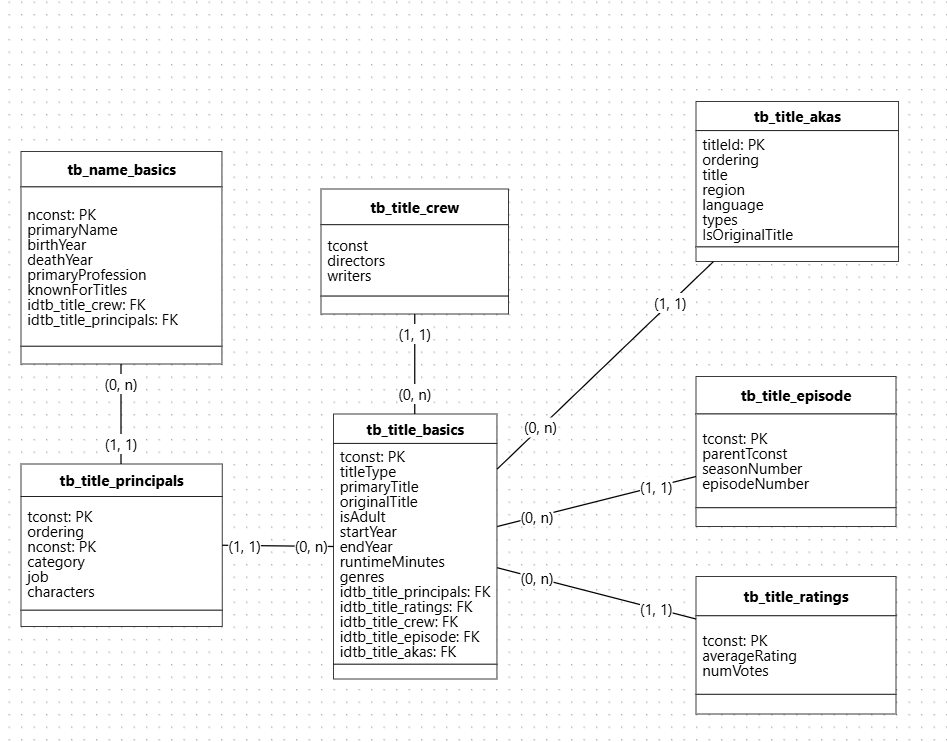 tb_title_akas
titleId: PK
ordering
title
region
language
types
IsOriginalTitle
tb_name_basics
nconst: PK
primaryName
birthYear
deathYear
primaryProfession
knownForTitles
idtb_title_crew: FK
idtb_title_principals: FK
tb_title_crew
tconst
directors
writers
(1, 1)
(1, 1)
(0, n)
(0, n)
(0, n)
(1, 1)
tb_title_episode
tconst: PK
parentTconst
seasonNumber
episodeNumber
tb_title_basics
tconst: PK
titleType
primaryTitle
originalTitle
isAdult
startYear
endYear
runtimeMinutes
genres
idtb_title_principals: FK
idtb_title_ratings: FK
idtb_title_crew: FK
idtb_title_episode: FK
idtb_title_akas: FK
tb_title_principals
tconst: PK
ordering
nconst: PK
category
job
characters
(1, 1)
(0, n)
(0, n)
(1, 1)
(0, n)
(1, 1)
tb_title_ratings
tconst: PK
averageRating
numVotes